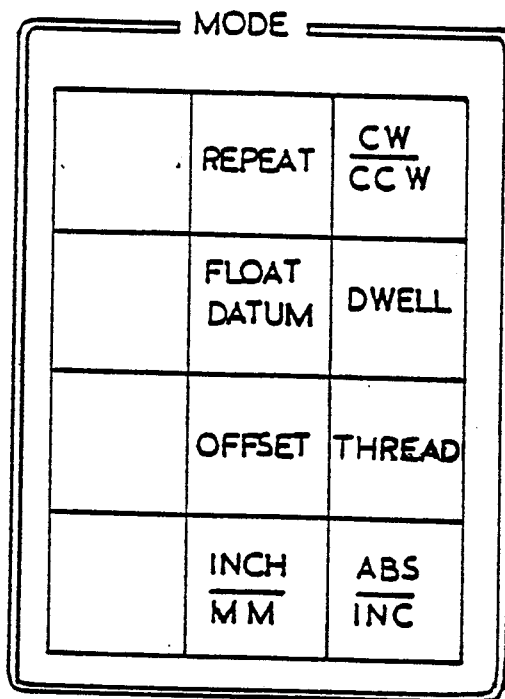 MODE
REPEAT
CW
CCW
FLOAT
DATUM
DWELL
OFFSET
THREAD
INCH
MM
ABS
INC